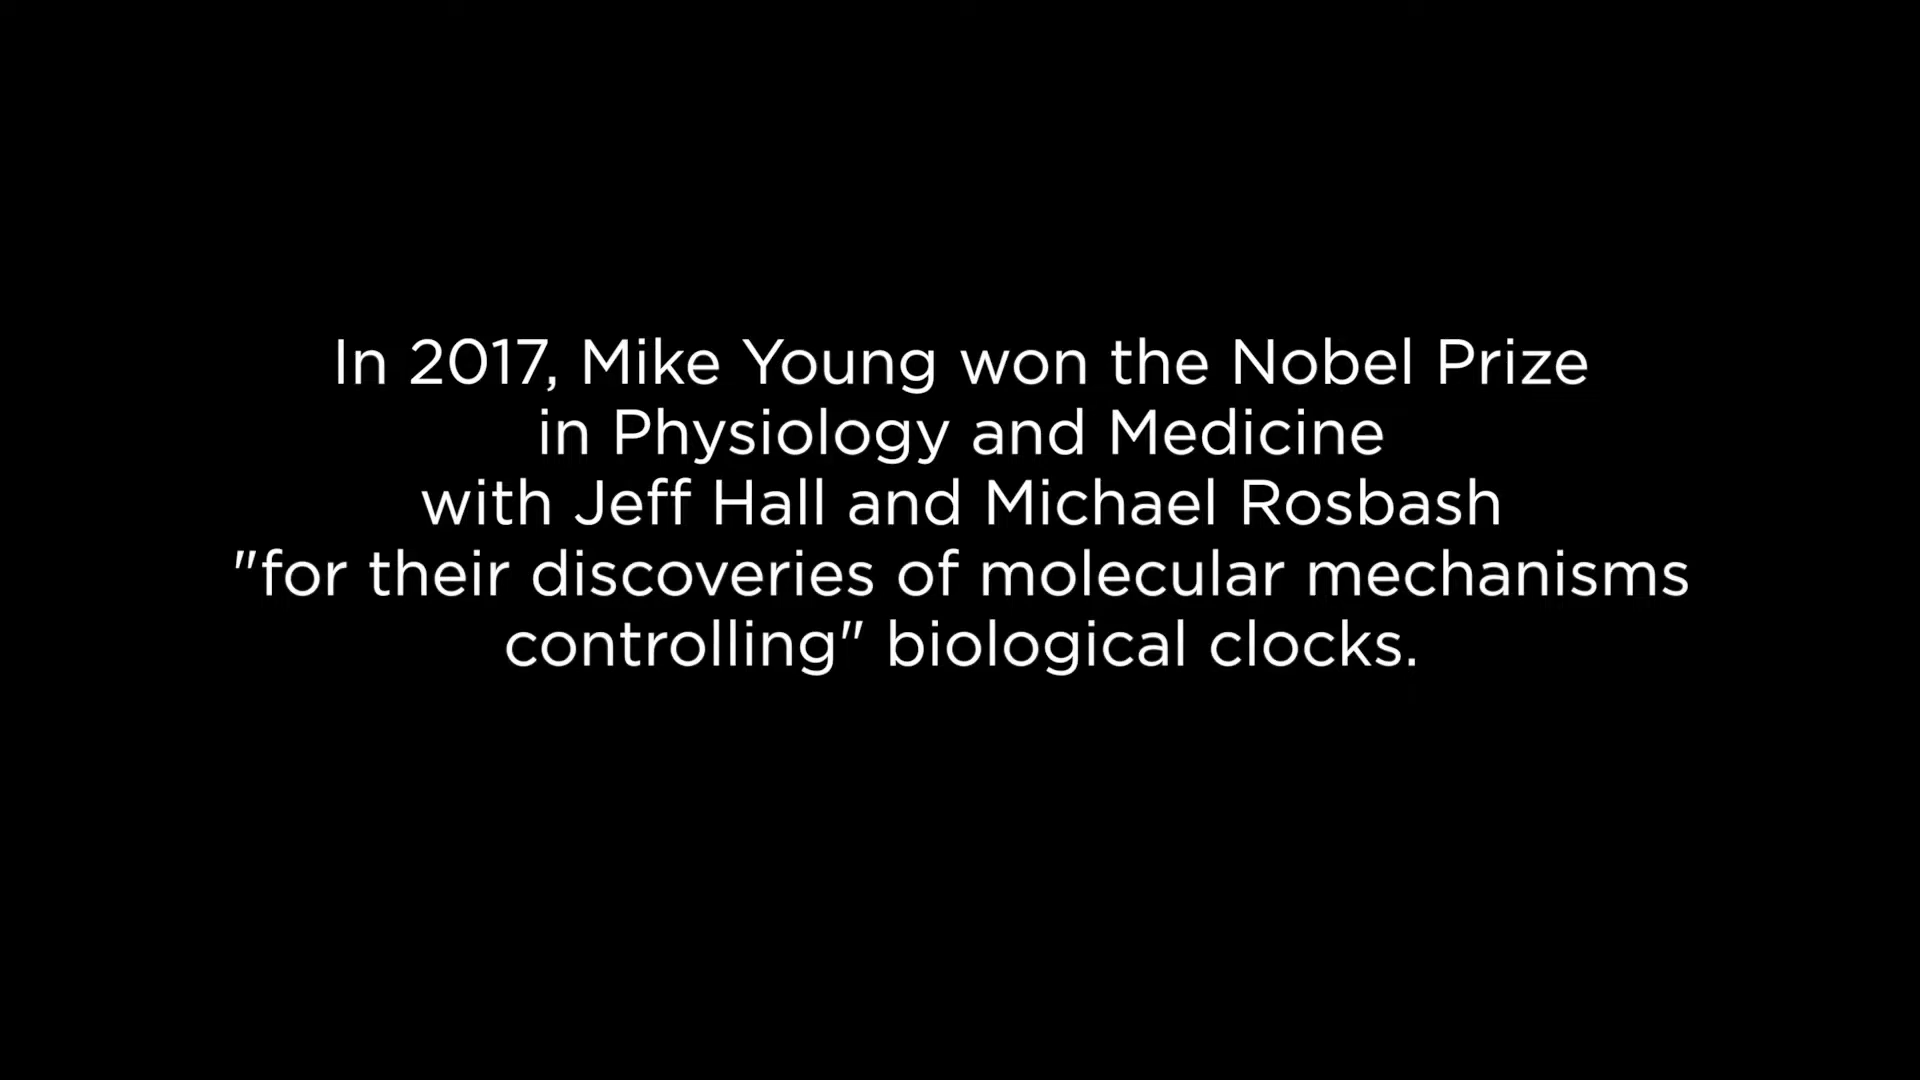 In 2017, Mike Young won the Nobel Prize
in Physiology and Medicine
with Jeff Hall and Michael Rosbash
"for their discoveries of molecular mechanisms
controlling" biological clocks.